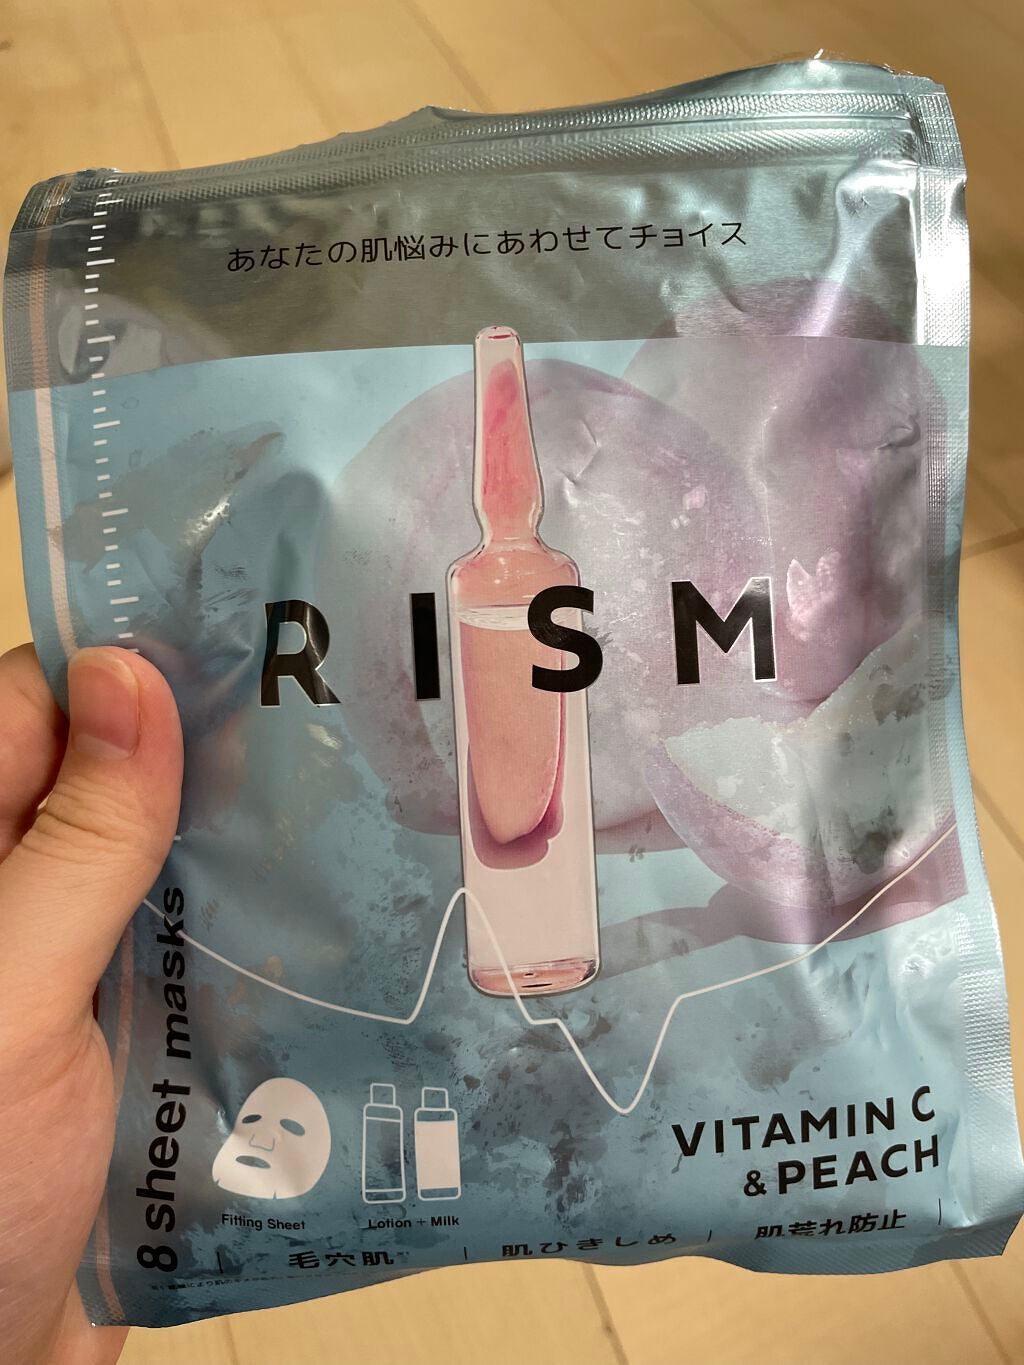 あなたの肌悩みにあわせてチョイス
RISM
8 sheet masks
Fitting Sheet
Lotion + Milk
VITAMIN C
& PEACH
毛穴肌
肌ひきしめ
肌荒れ防止